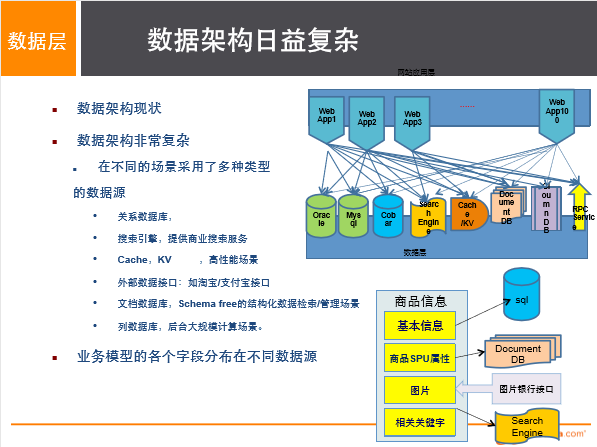 数据层
数据架构日益复杂
网站应用层
数据架构现状
数据架构非常复杂
在不同的场景采用了多种类型
的数据源
关系数据库，
搜索引擎，提供商业搜索服务
Cache，KV ，高性能场景
外部数据接口：如淘宝/支付宝接口
文档数据库，Schema free的结构化数据检索/管理场景
列数据库，后台大规模计算场景。
业务模型的各个字段分布在不同数据源
Web
App1
Web
App2
Web
App3
......
Web
App10
0
Oracle
Mysql
Cobar
Search
Engine
Cache
/KV
Document
DB
DB
RPC
Service
数据层
商品信息
基本信息
商品SPU属性
图片
相关关键字
sql
Document
DB
图片银行接口
Search
Engine